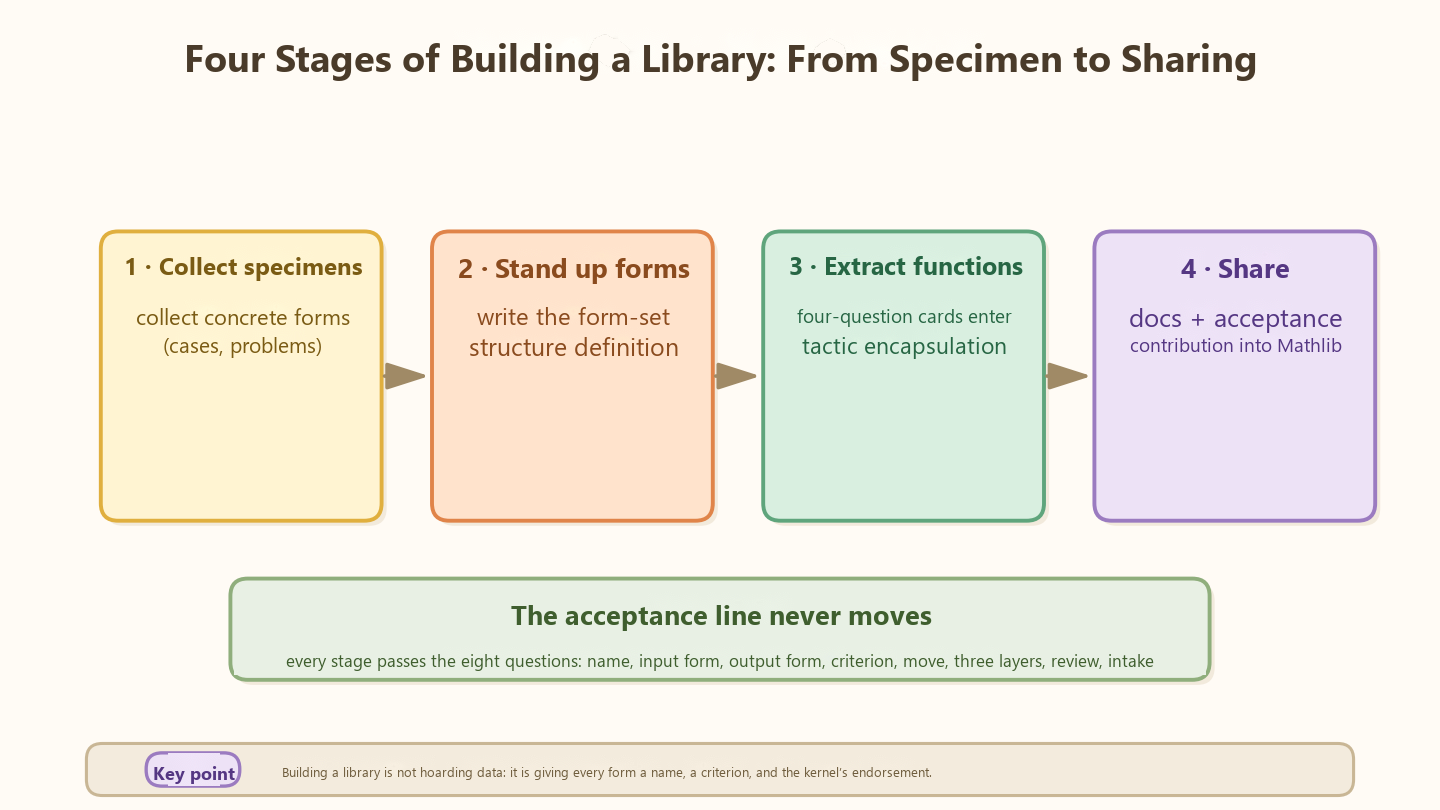 Four Stages of Building a Library: From Specimen to Sharing
1 · Collect specimens
collect concrete forms
(cases, problems)
2 · Stand up forms
write the form-set
structure definition
3 · Extract functions
four-question cards enter
tactic encapsulation
4 · Share
docs + acceptance
contribution into Mathlib
The acceptance line never moves
every stage passes the eight questions: name, input form, output form, criterion, move, three layers, review, intake
Key point
Building a library is not hoarding data: it is giving every form a name, a criterion, and the kernel’s endorsement.